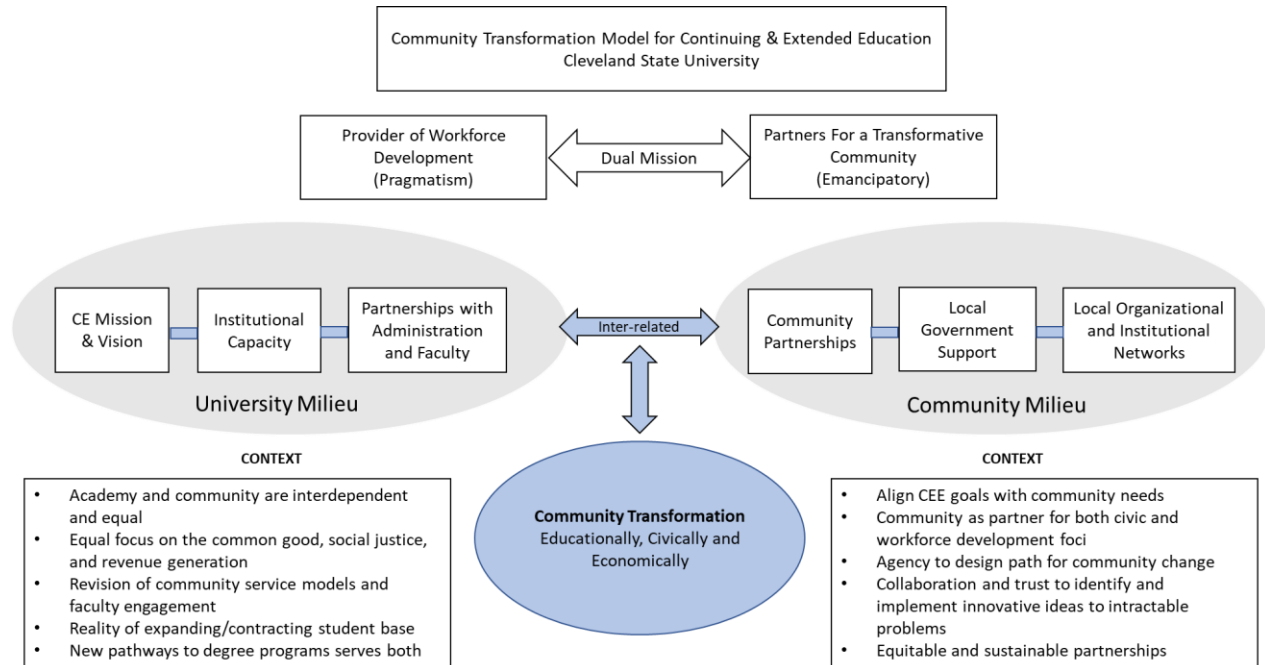 Community Transformation Model for Continuing & Extended Education
Cleveland State University
Provider of Workforce
Development
(Pragmatism)
Dual Mission
Partners For a Transformative
Community
(Emancipatory)
CE Mission
& Vision
Institutional
Capacity
Partnerships with
Administration
and Faculty
University Milieu
Inter-related
Community
Partnerships
Local
Government
Support
Local Organizational
and Institutional
Networks
Community Milieu
CONTEXT
• Academy and community are interdependent
and equal
• Equal focus on the common good, social justice,
and revenue generation
• Revision of community service models and
faculty engagement
• Reality of expanding/contracting student base
• New pathways to degree programs serves both
Community Transformation
Educationally, Civically and
Economically
CONTEXT
• Align CEE goals with community needs
• Community as partner for both civic and
workforce development foci
• Agency to design path for community change
• Collaboration and trust to identify and
implement innovative ideas to intractable
problems
• Equitable and sustainable partnerships